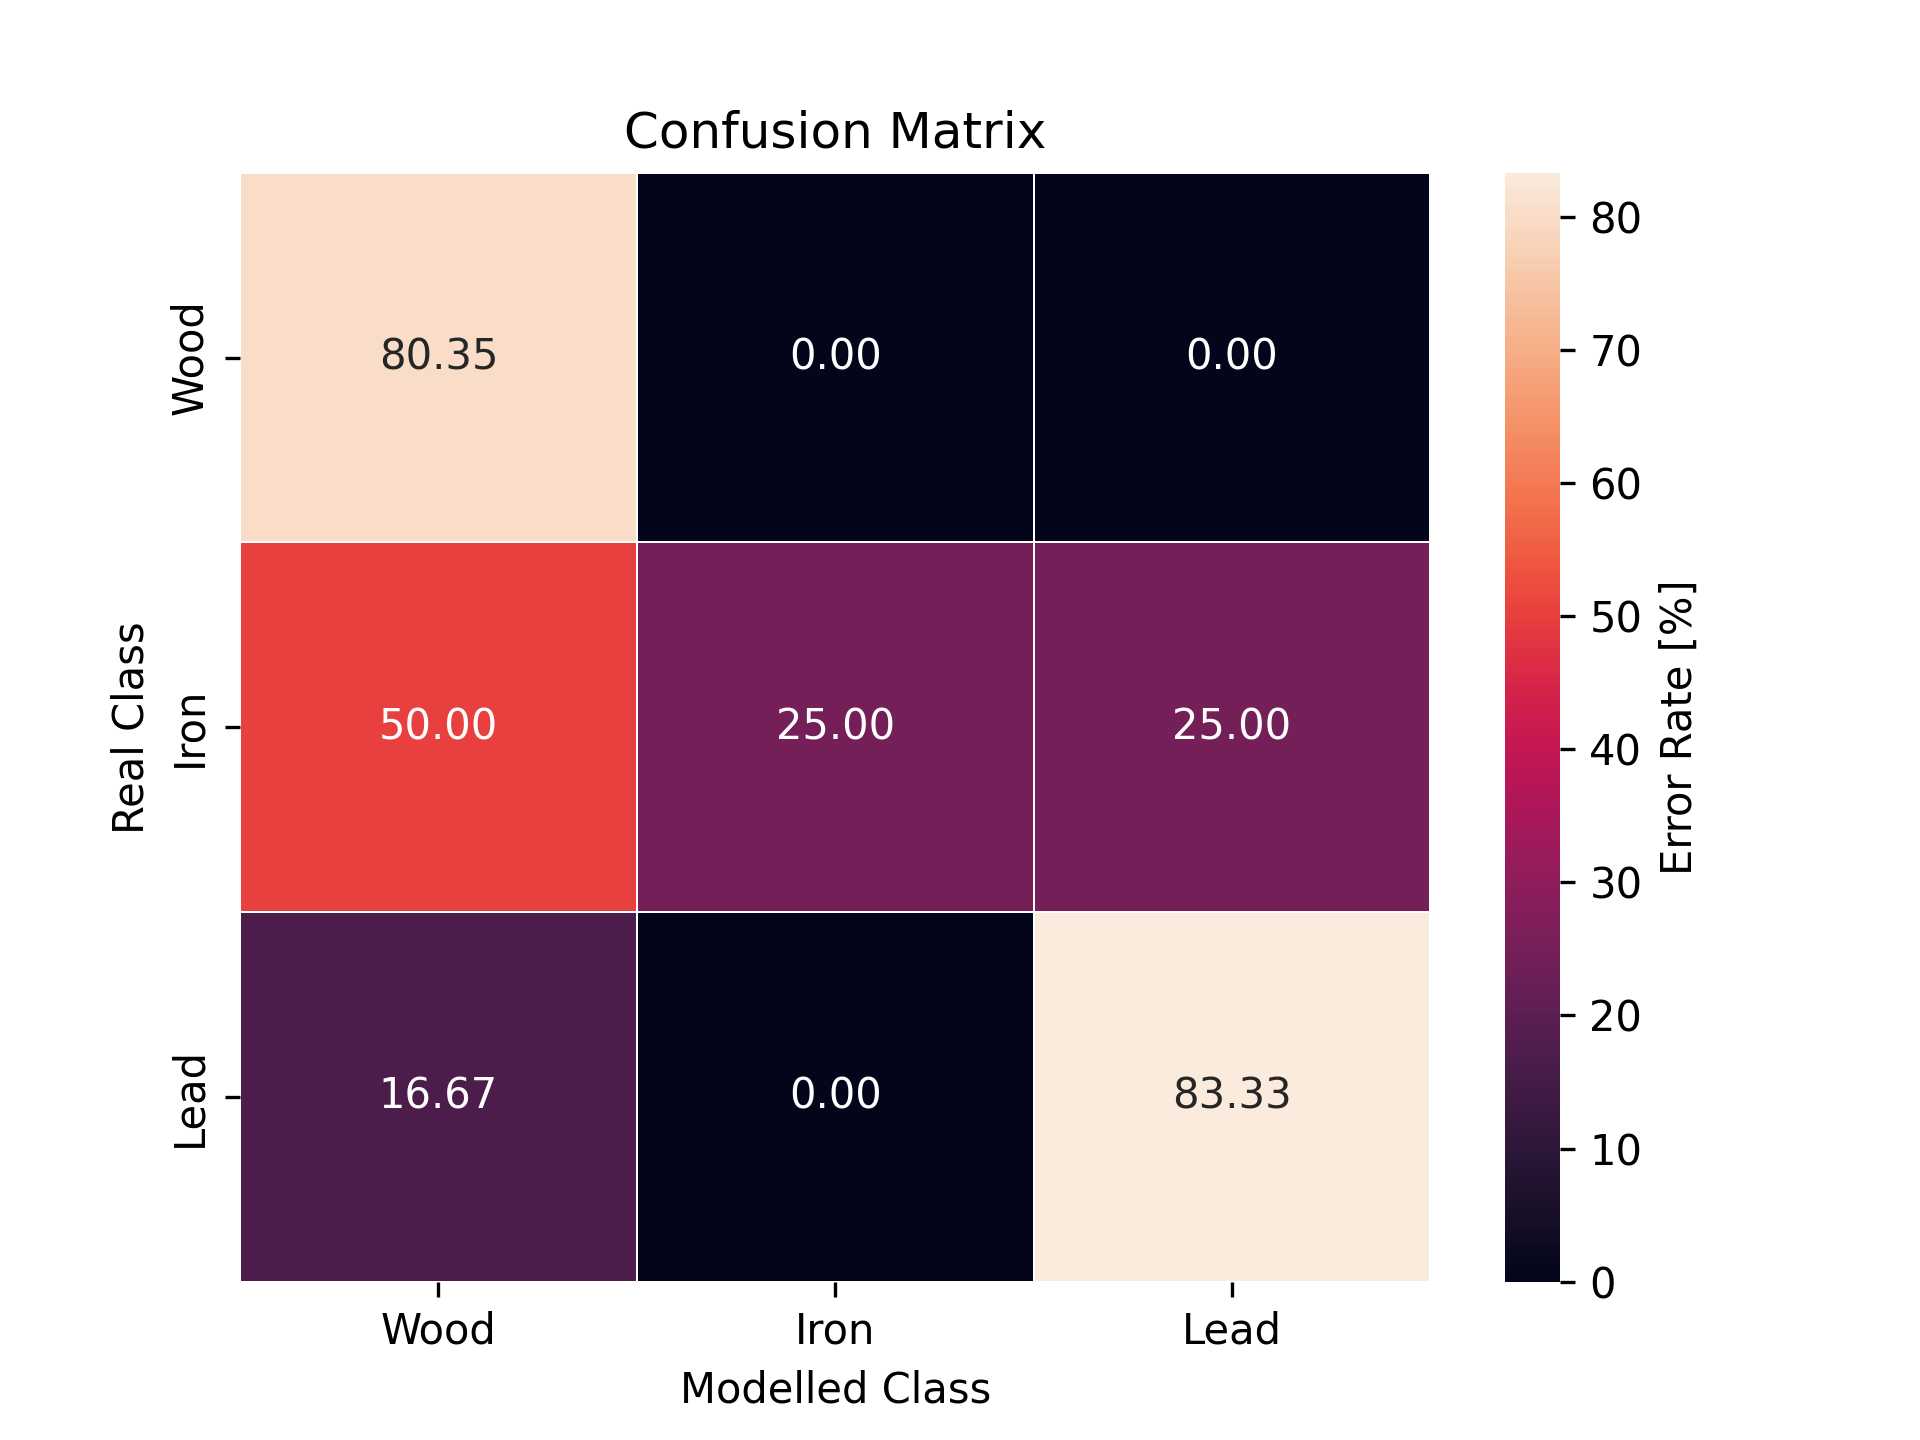 Confusion Matrix
Real Class
Wood
80.35 0.00 0.00
Iron
50.00 25.00 25.00
Lead
16.67 0.00 83.33
Wood Iron Lead
Modelled Class
80
70
60
50
40
30
20
10
0
Error Rate [%]